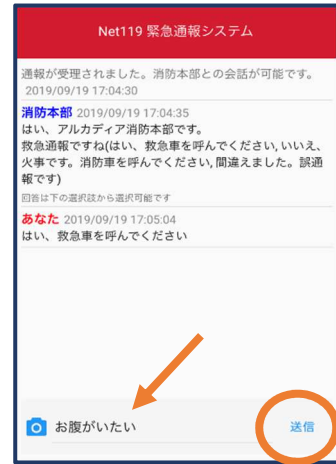 Net119 緊急通報システム
通報が受理されました。消防本部との会話が可能です。
2019/09/19 17:04:30
消防本部 2019/09/19 17:04:35
はい、アルカディア消防本部です。
救急通報ですね(はい、救急車を呼んでください, いいえ、
火事です。消防車を呼んでください, 間違えました。誤通
報です)
回答は下の選択肢から選択可能です
あなた 2019/09/19 17:05:04
はい、救急車を呼んでください
お腹がいたい
送信